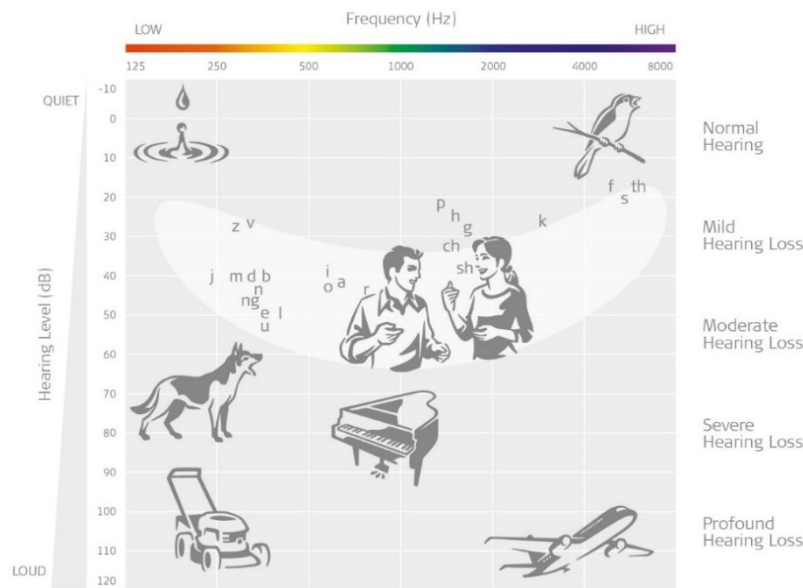 Frequency (Hz)
LOW
HIGH
125
250
500
1000
2000
4000
8000
QUIET
Hearing Level (dB)
LOUD
-10
0
10
20
30
40
50
60
70
80
90
100
110
120
z
v
j
m d b
n
ng
e
l
u
i
o
a
r
p
h
g
ch
sh
k
f
th
s
Normal
Hearing
Mild
Hearing Loss
Moderate
Hearing Loss
Severe
Hearing Loss
Profound
Hearing Loss